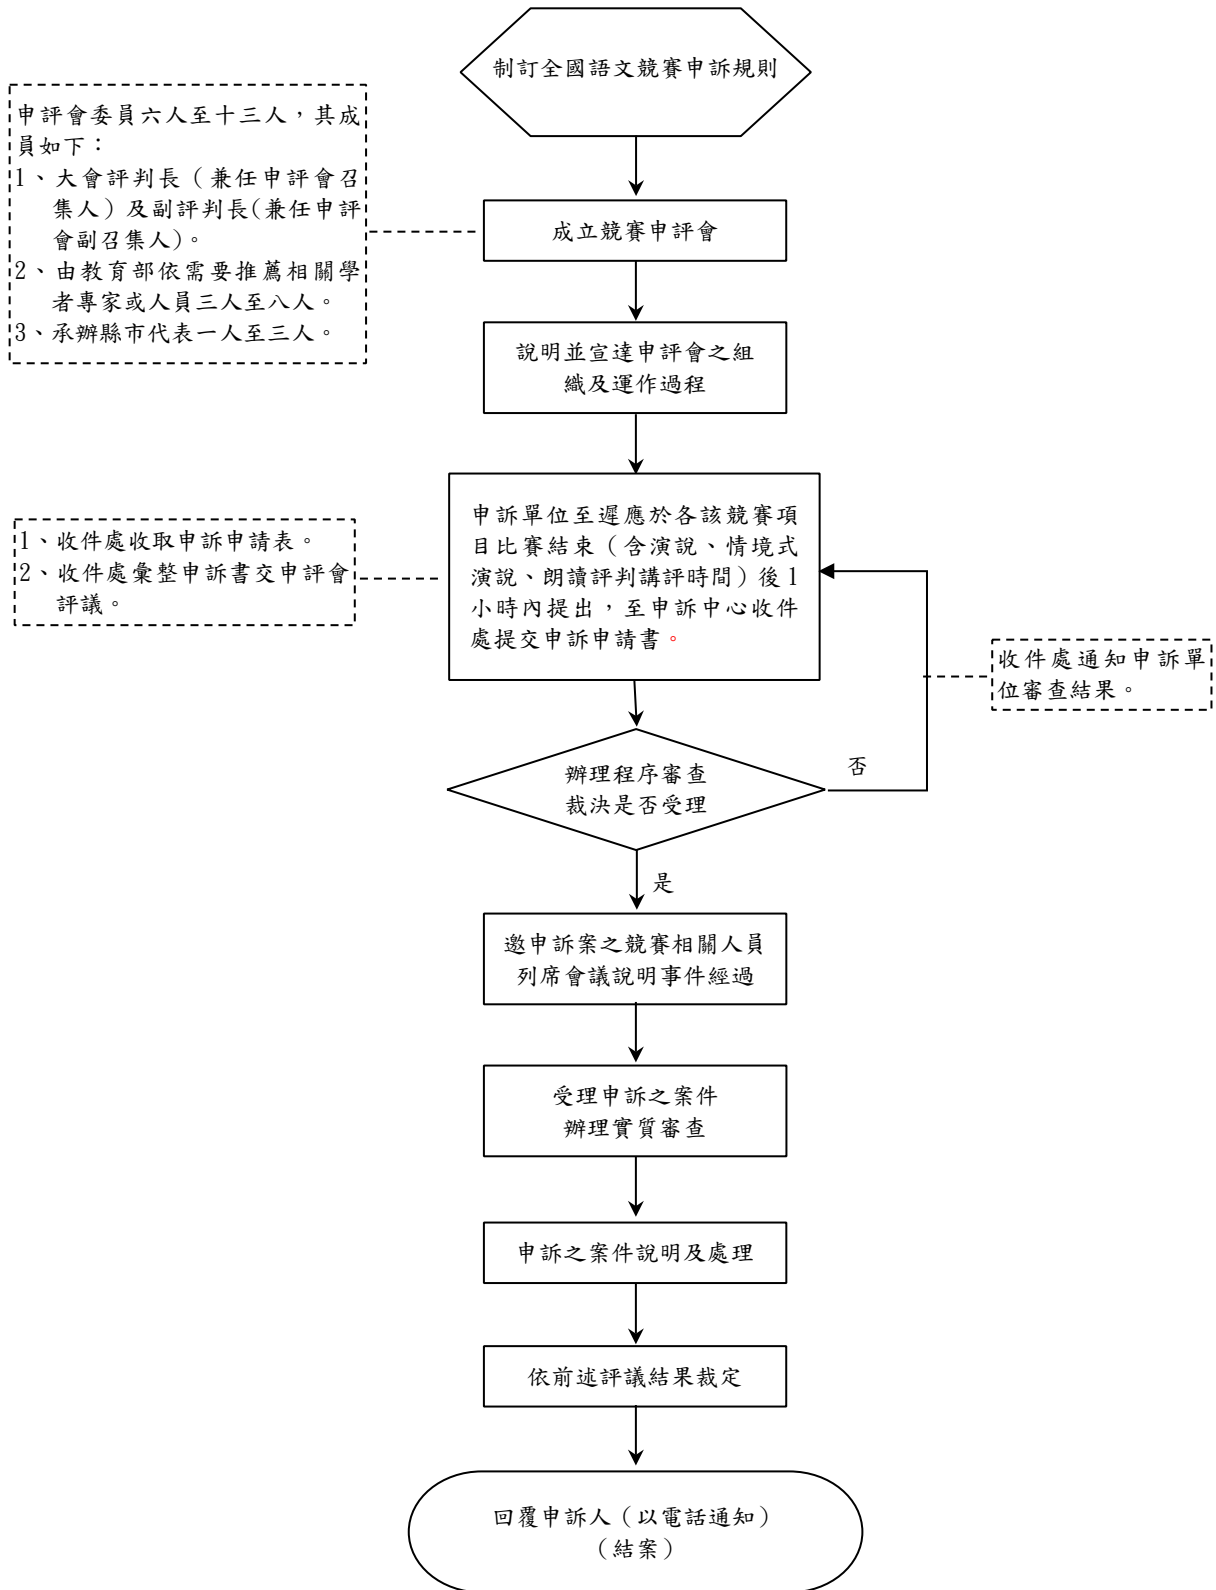 制訂全國語文競賽申訴規則
申評會委員六人至十三人，其成
員如下：
1、大會評判長（兼任申評會召
集人）及副評判長(兼任申評
會副召集人)。
2、由教育部依需要推薦相關學
者專家或人員三人至八人。
3、承辦縣市代表一人至三人。
成立競賽申評會
說明並宣達申評會之組
織及運作過程
申訴單位至遲應於各該競賽項
目比賽結束（含演說、情境式
演說、朗讀評判講評時間）後1
小時內提出，至申訴中心收件
處提交申訴申請書。
1、收件處收取申訴申請表。
2、收件處彙整申訴書交申評會
評議。
收件處通知申訴單
位審查結果。
辦理程序審查
裁決是否受理
否
是
邀申訴案之競賽相關人員
列席會議說明事件經過
受理申訴之案件
辦理實質審查
申訴之案件說明及處理
依前述評議結果裁定
回覆申訴人（以電話通知）
（結案）